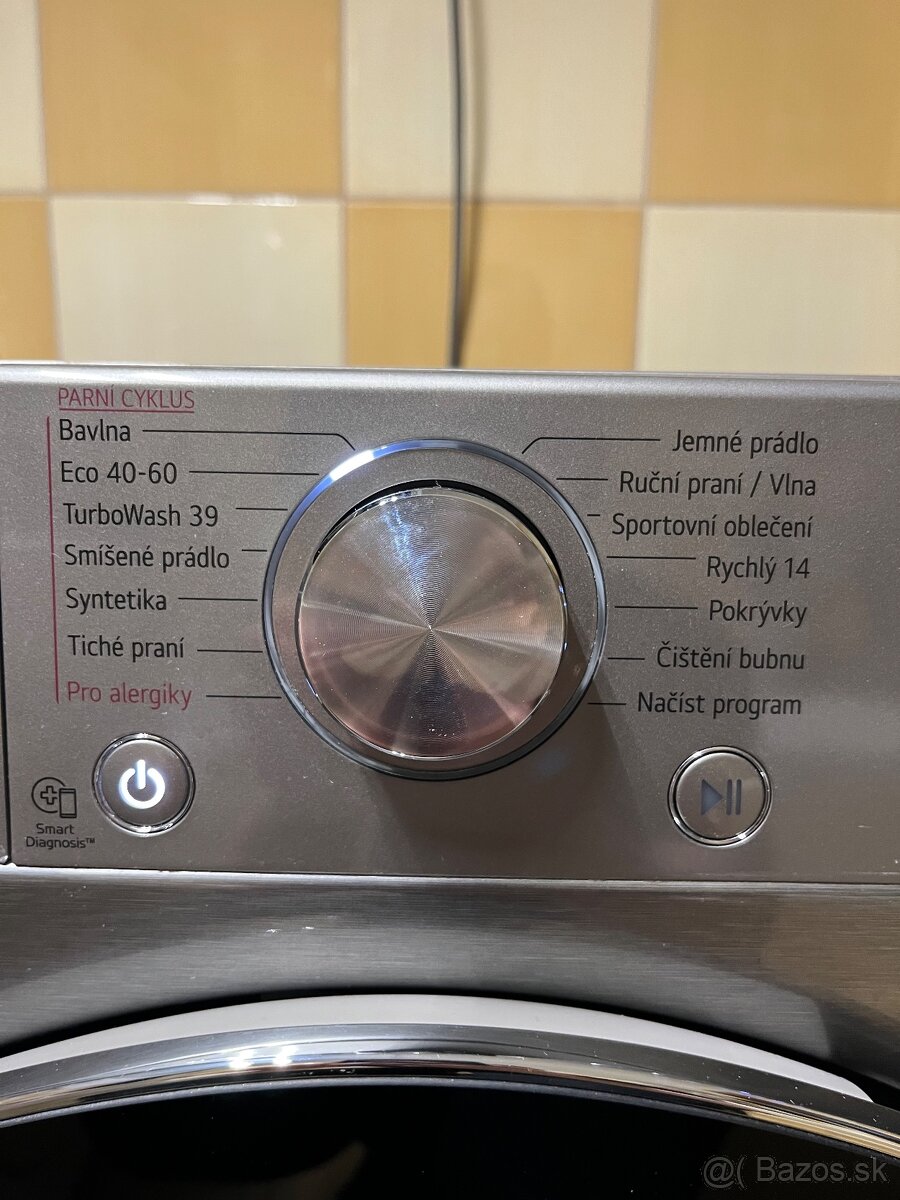 PARNÍ CYKLUS
Bavlna
Eco 40-60
TurboWash 39
Smíšené prádlo
Syntetika
Tiché praní
Pro alergiky
Jemné prádlo
Ruční praní / Vlna
Sportovní oblečení
Rychlý 14
Pokrývky
Čištění bubnu
Načíst program
Smart
Diagnosis™
@( Bazos.sk